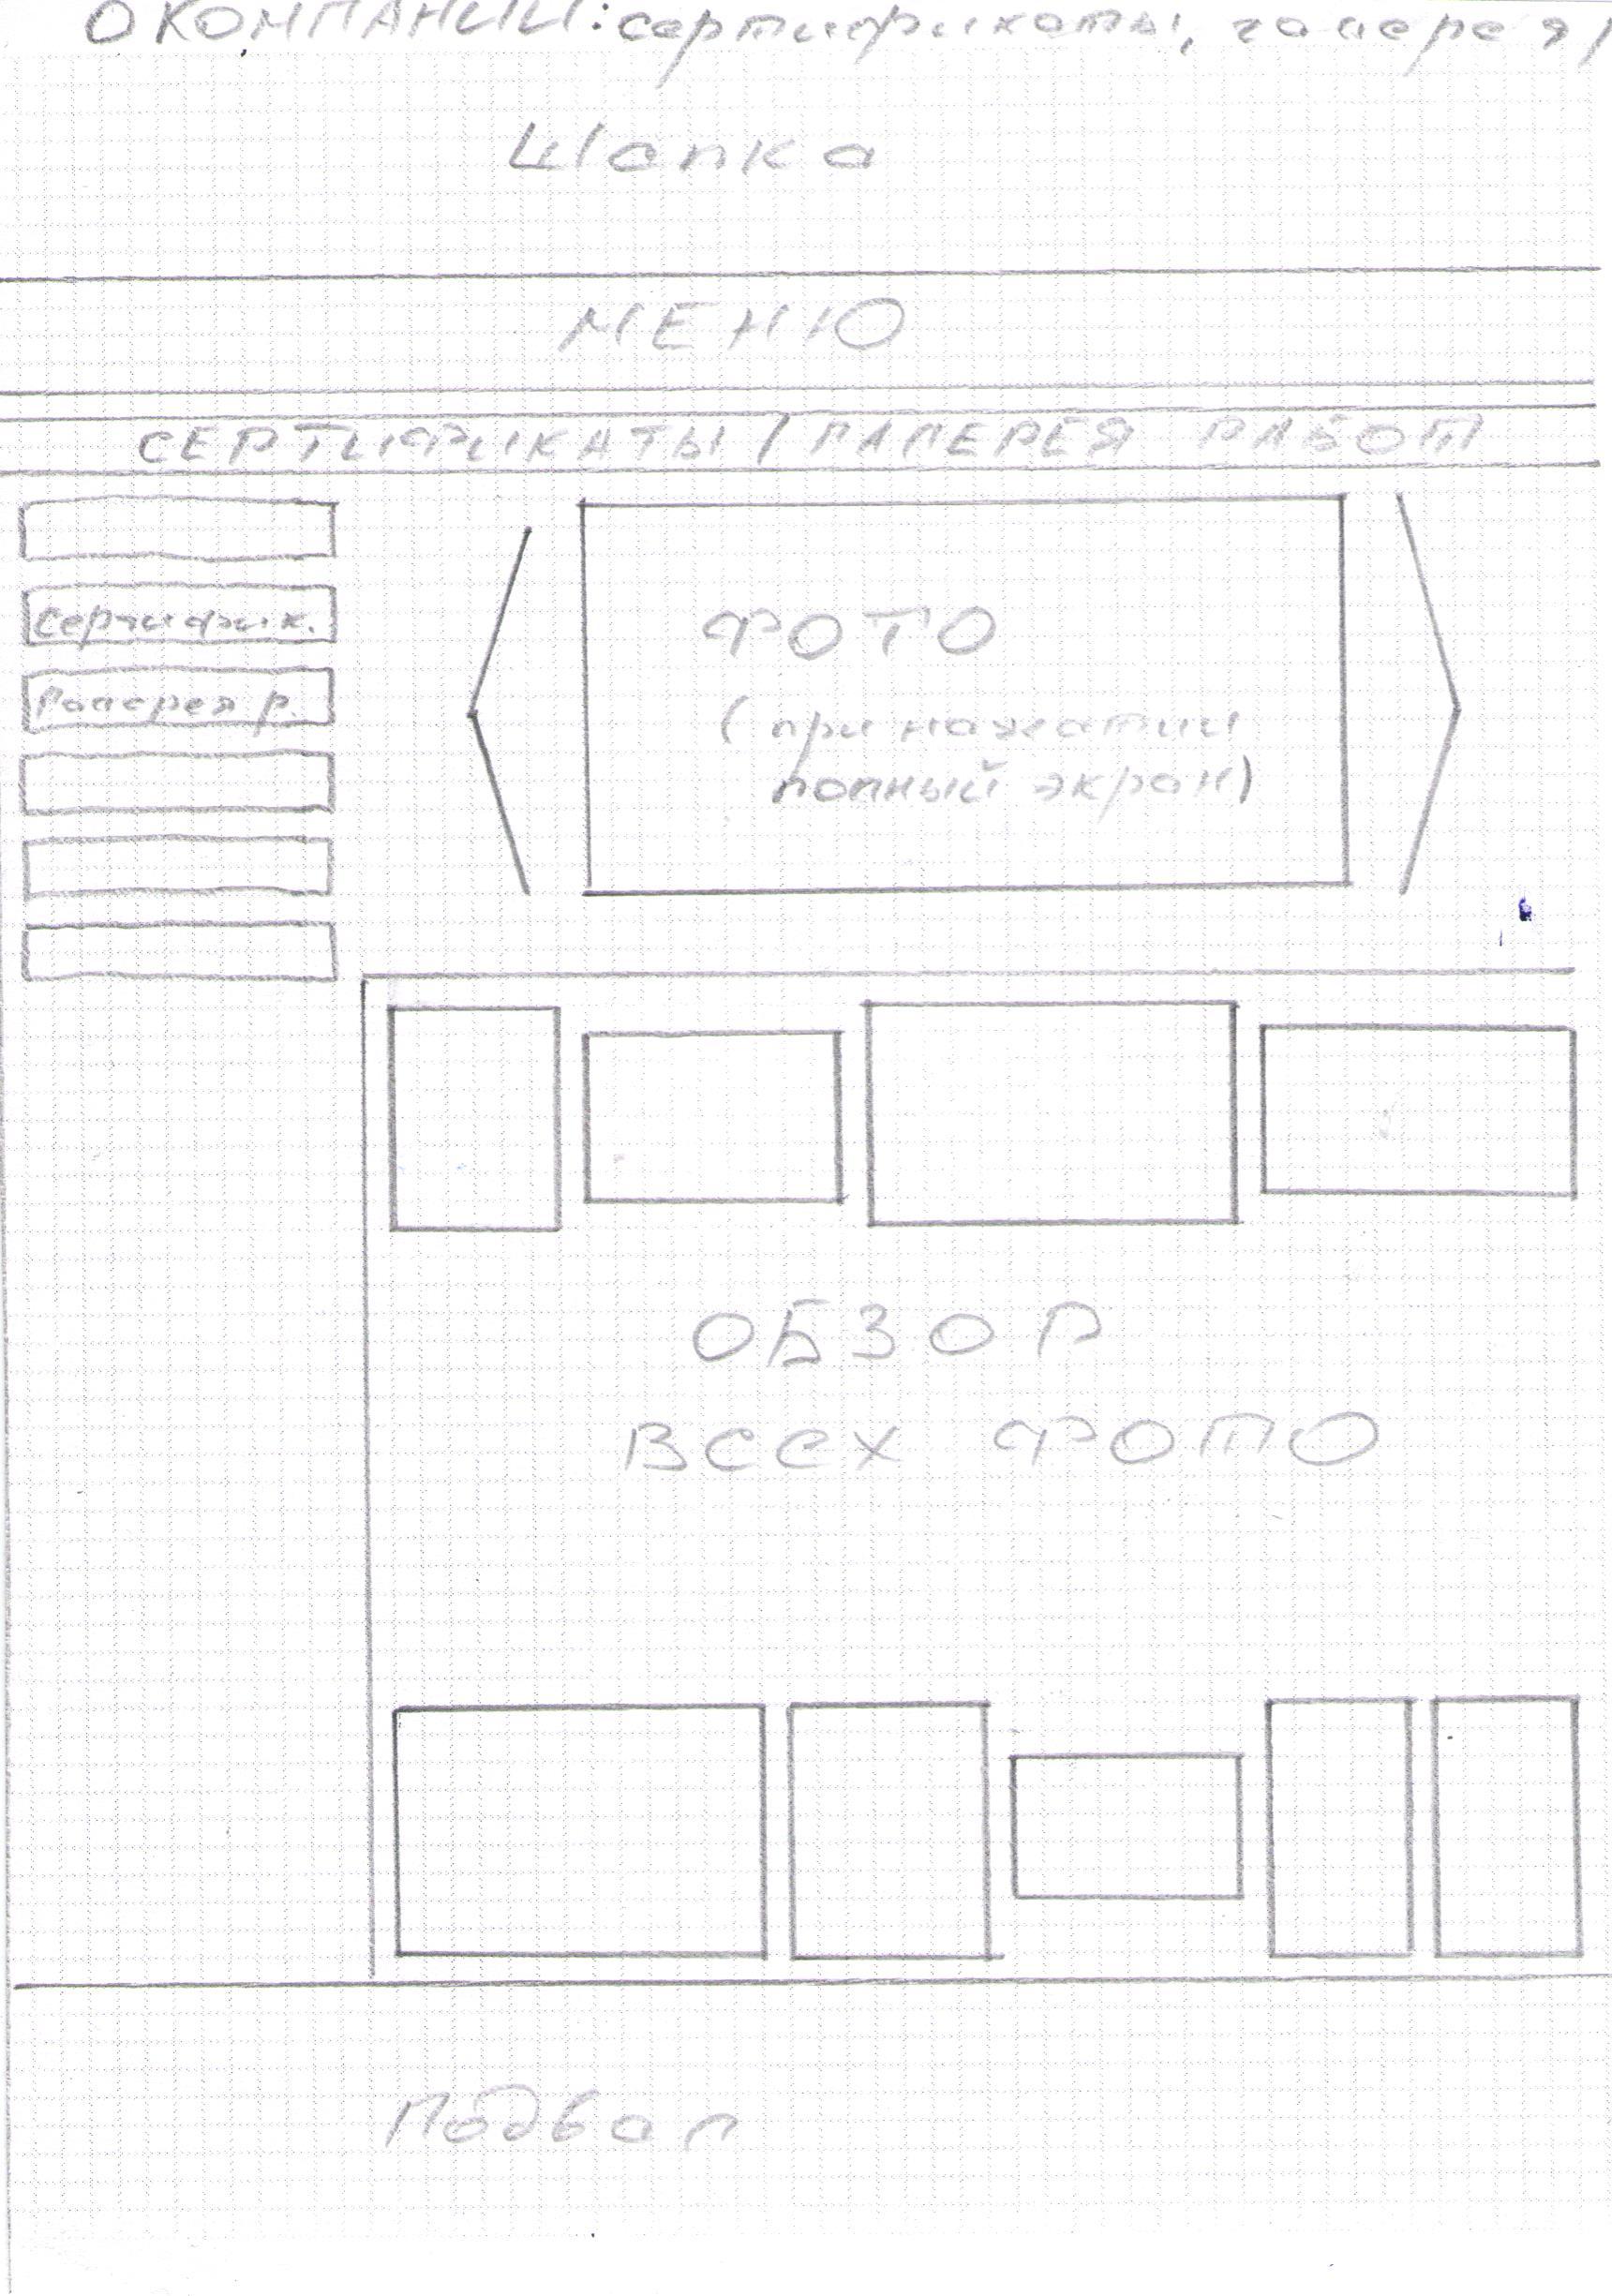 О КОМПАНИИ: сертификаты, галерея р
Шапка
МЕНЮ
СЕРТИФИКАТЫ / ГАЛЕРЕЯ РАБОТ
Сертифик.
Галерея р.
ФОТО
(при нажатии
полный экран)
ОБЗОР
ВСЕХ ФОТО
Подвал